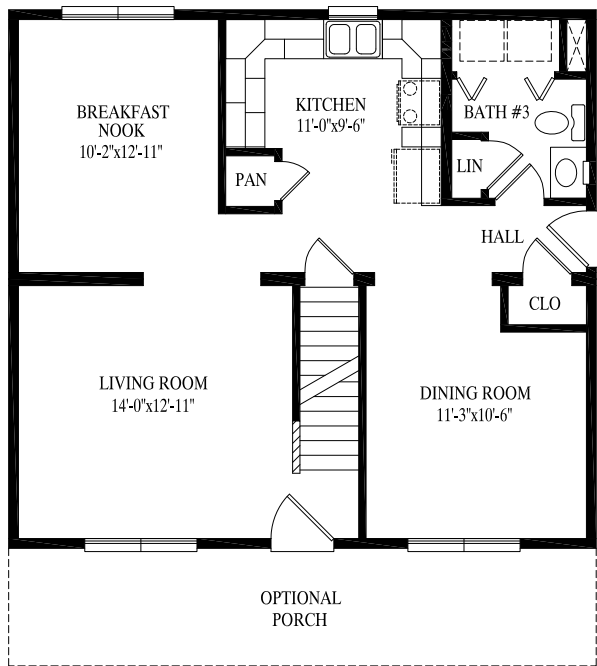 BREAKFAST
NOOK
10'-2"x12'-11"
KITCHEN
11'-0"x9'-6"
BATH #3
PAN
LIN
HALL
CLO
LIVING ROOM
14'-0"x12'-11"
DINING ROOM
11'-3"x10'-6"
OPTIONAL
PORCH